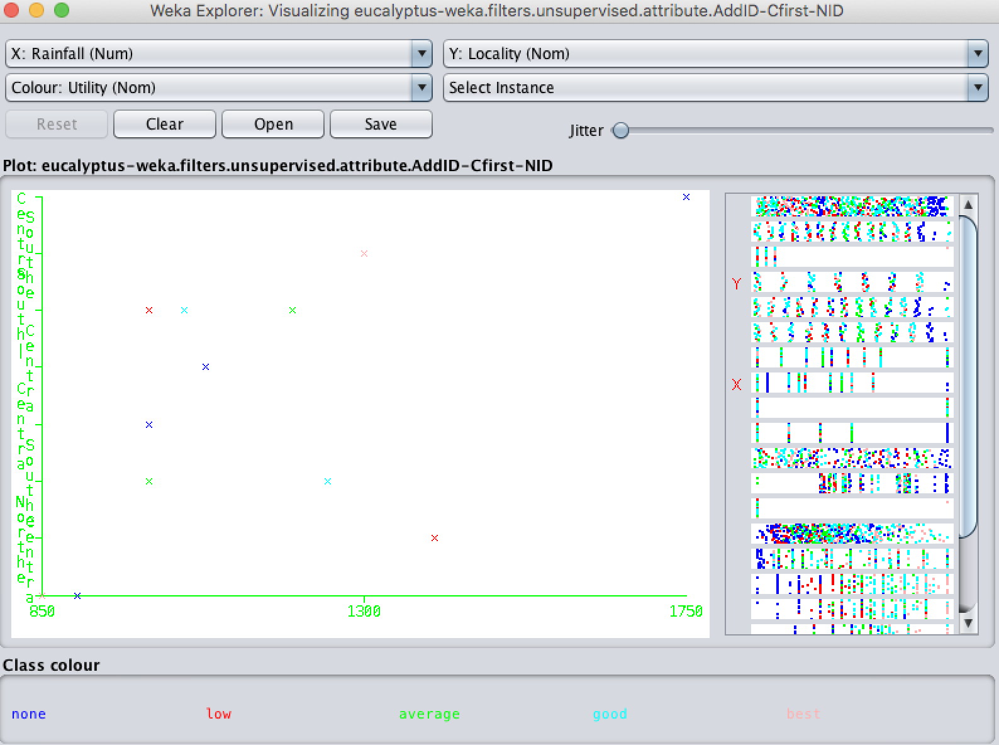 Weka Explorer: Visualizing eucalyptus-weka.filters.unsupervised.attribute.AddID-Cfirst-NID
X: Rainfall (Num)
Y: Locality (Nom)
Colour: Utility (Nom)
Select Instance
Reset
Clear
Open
Save
Jitter
Plot: eucalyptus-weka.filters.unsupervised.attribute.AddID-Cfirst-NID
850
1300
1750
Y
X
Class colour
none
low
average
good
best